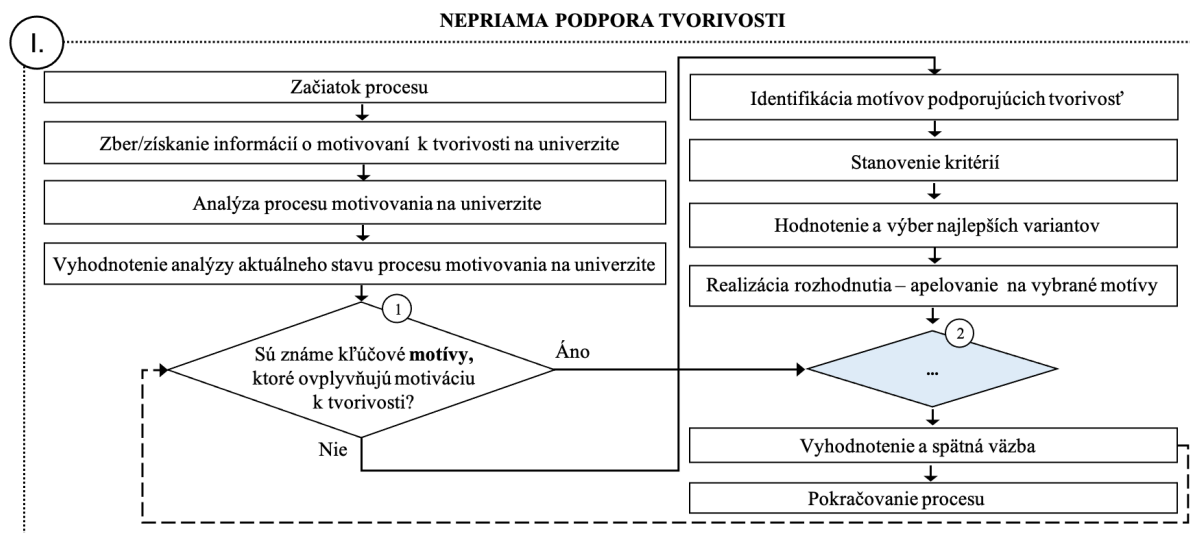 NEPRIAMA PODPORA TVORIVOSTI
I.
Začiatok procesu
Zber/získanie informácií o motivovaní k tvorivosti na univerzite
Analýza procesu motivovania na univerzite
Vyhodnotenie analýzy aktuálneho stavu procesu motivovania na univerzite
1
Sú známe kľúčové motívy,
ktoré ovplyvňujú motiváciu
k tvorivosti?
Áno
Nie
Identifikácia motívov podporujúcich tvorivosť
Stanovenie kritérií
Hodnotenie a výber najlepších variantov
Realizácia rozhodnutia – apelovanie na vybrané motívy
2
...
Vyhodnotenie a spätná väzba
Pokračovanie procesu